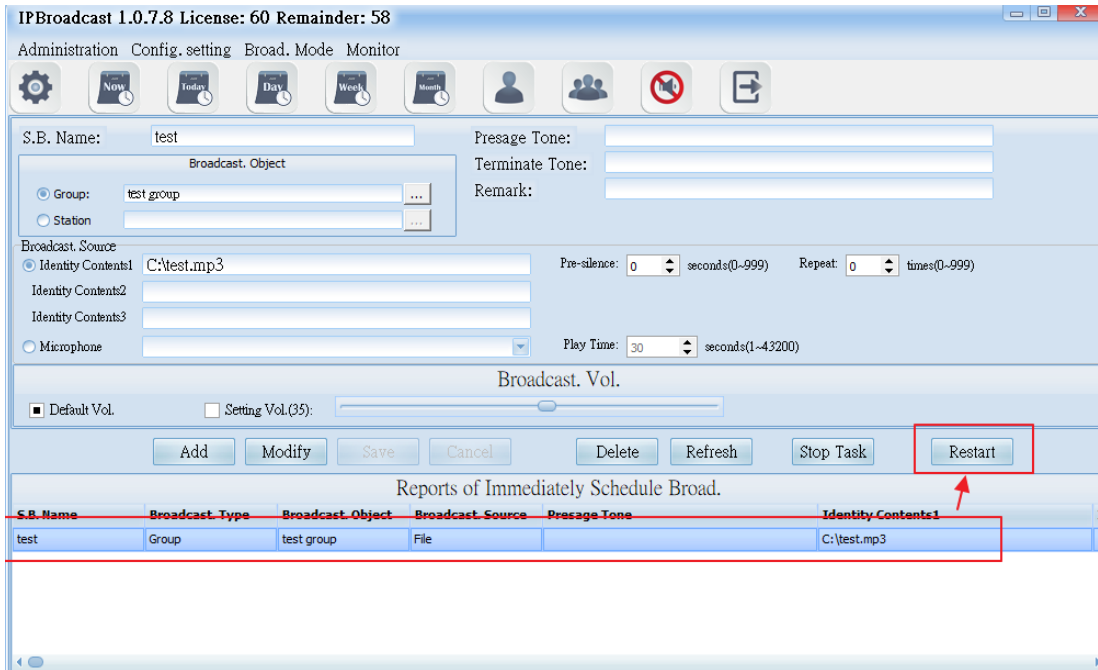 IPBroadcast 1.0.7.8 License: 60 Remainder: 58
Administration Config. setting Broad. Mode Monitor
Now Today Day Week Month
S.B. Name: test Presage Tone:
Broadcast. Object Terminate Tone:
Group: test group ... Remark:
Station ...
Broadcast. Source
Identity Contents1 C:\test.mp3 Pre-silence: 0 seconds(0~999) Repeat: 0 times(0~999)
Identity Contents2
Identity Contents3
Microphone Play Time: 30 seconds(1~43200)
Broadcast. Vol.
Default Vol. Setting Vol.(35):
Add Modify Save Cancel Delete Refresh Stop Task Restart
Reports of Immediately Schedule Broad.
S.B. Name Broadcast. Type Broadcast. Object Broadcast. Source Presage Tone Identity Contents1
test Group test group File C:\test.mp3